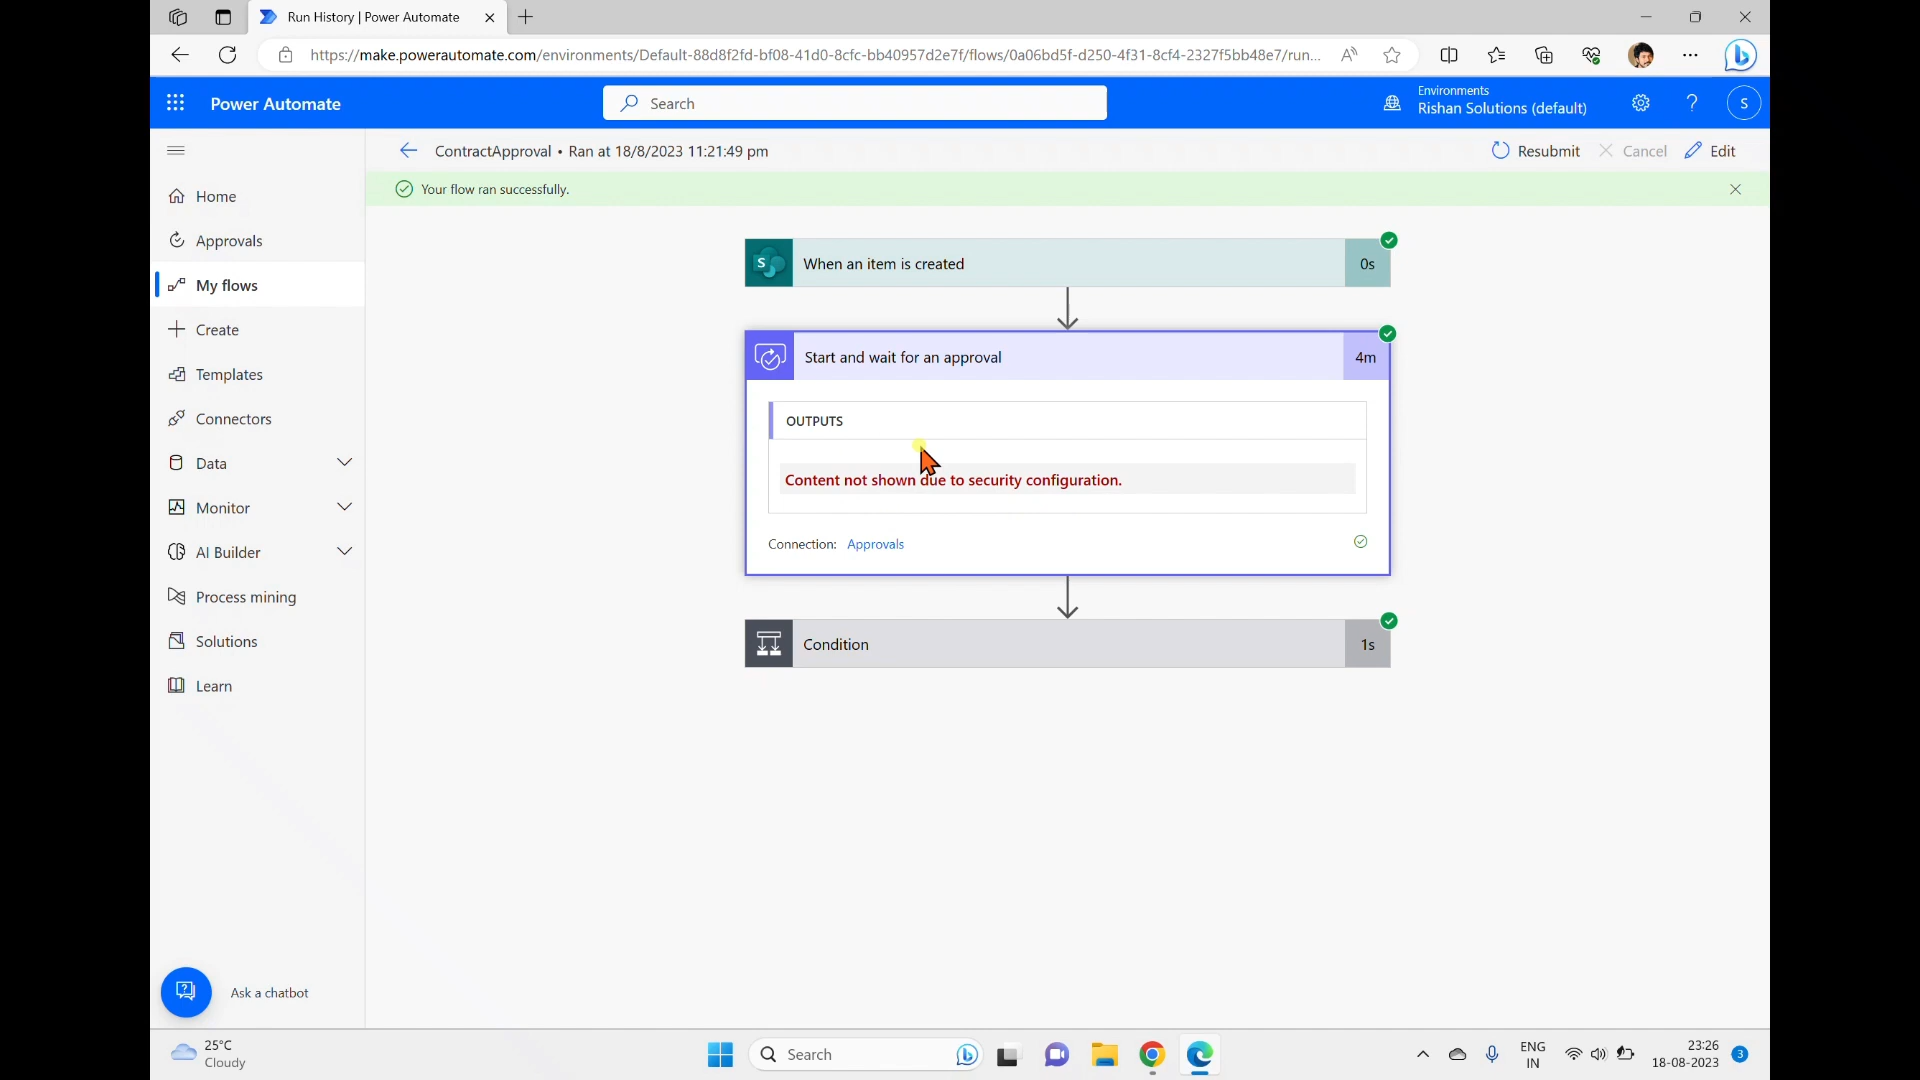 Run History | Power Automate
https://make.powerautomate.com/environments/Default-88d8f2fd-bf08-41d0-8cfc-bb40957d2e7f/flows/0a06bd5f-d250-4f31-8cf4-2327f5bb48e7/run...
Power Automate
Search
Environments
Rishan Solutions (default)
?
S
ContractApproval • Ran at 18/8/2023 11:21:49 pm
Resubmit
Cancel
Edit
Your flow ran successfully.
Home
Approvals
My flows
Create
Templates
Connectors
Data
Monitor
AI Builder
Process mining
Solutions
Learn
Ask a chatbot
S
When an item is created
0s
Start and wait for an approval
4m
OUTPUTS
Content not shown due to security configuration.
Connection: Approvals
Condition
1s
25°C
Cloudy
Search
ENG
IN
23:26
18-08-2023
3